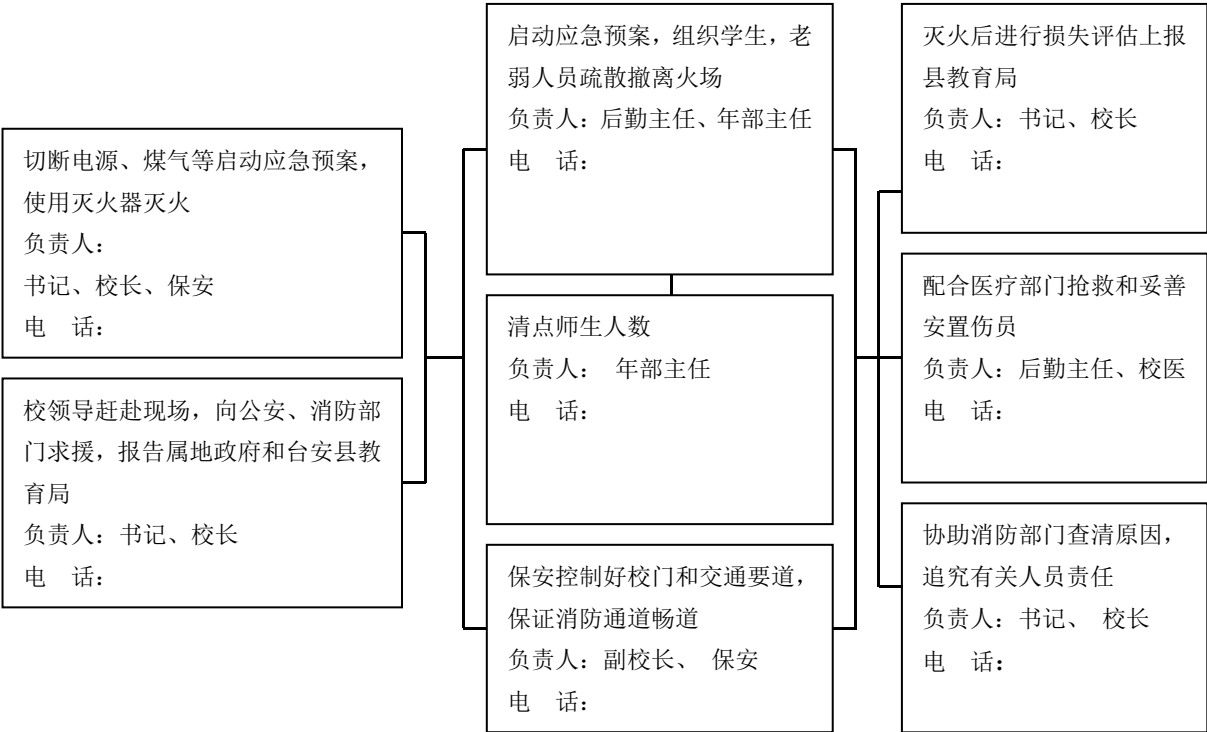 切断电源、煤气等启动应急预案，
使用灭火器灭火
负责人：
书记、校长、保安
电 话：
校领导赶赴现场，向公安、消防部
门求援，报告属地政府和台安县教
育局
负责人：书记、校长
电 话：
启动应急预案，组织学生，老
弱人员疏散撤离火场
负责人：后勤主任、年部主任
电 话：
清点师生人数
负责人： 年部主任
电 话：
保安控制好校门和交通要道，
保证消防通道畅道
负责人：副校长、 保安
电 话：
灭火后进行损失评估上报
县教育局
负责人：书记、校长
电 话：
配合医疗部门抢救和妥善
安置伤员
负责人：后勤主任、校医
电 话：
协助消防部门查清原因，
追究有关人员责任
负责人：书记、 校长
电 话：